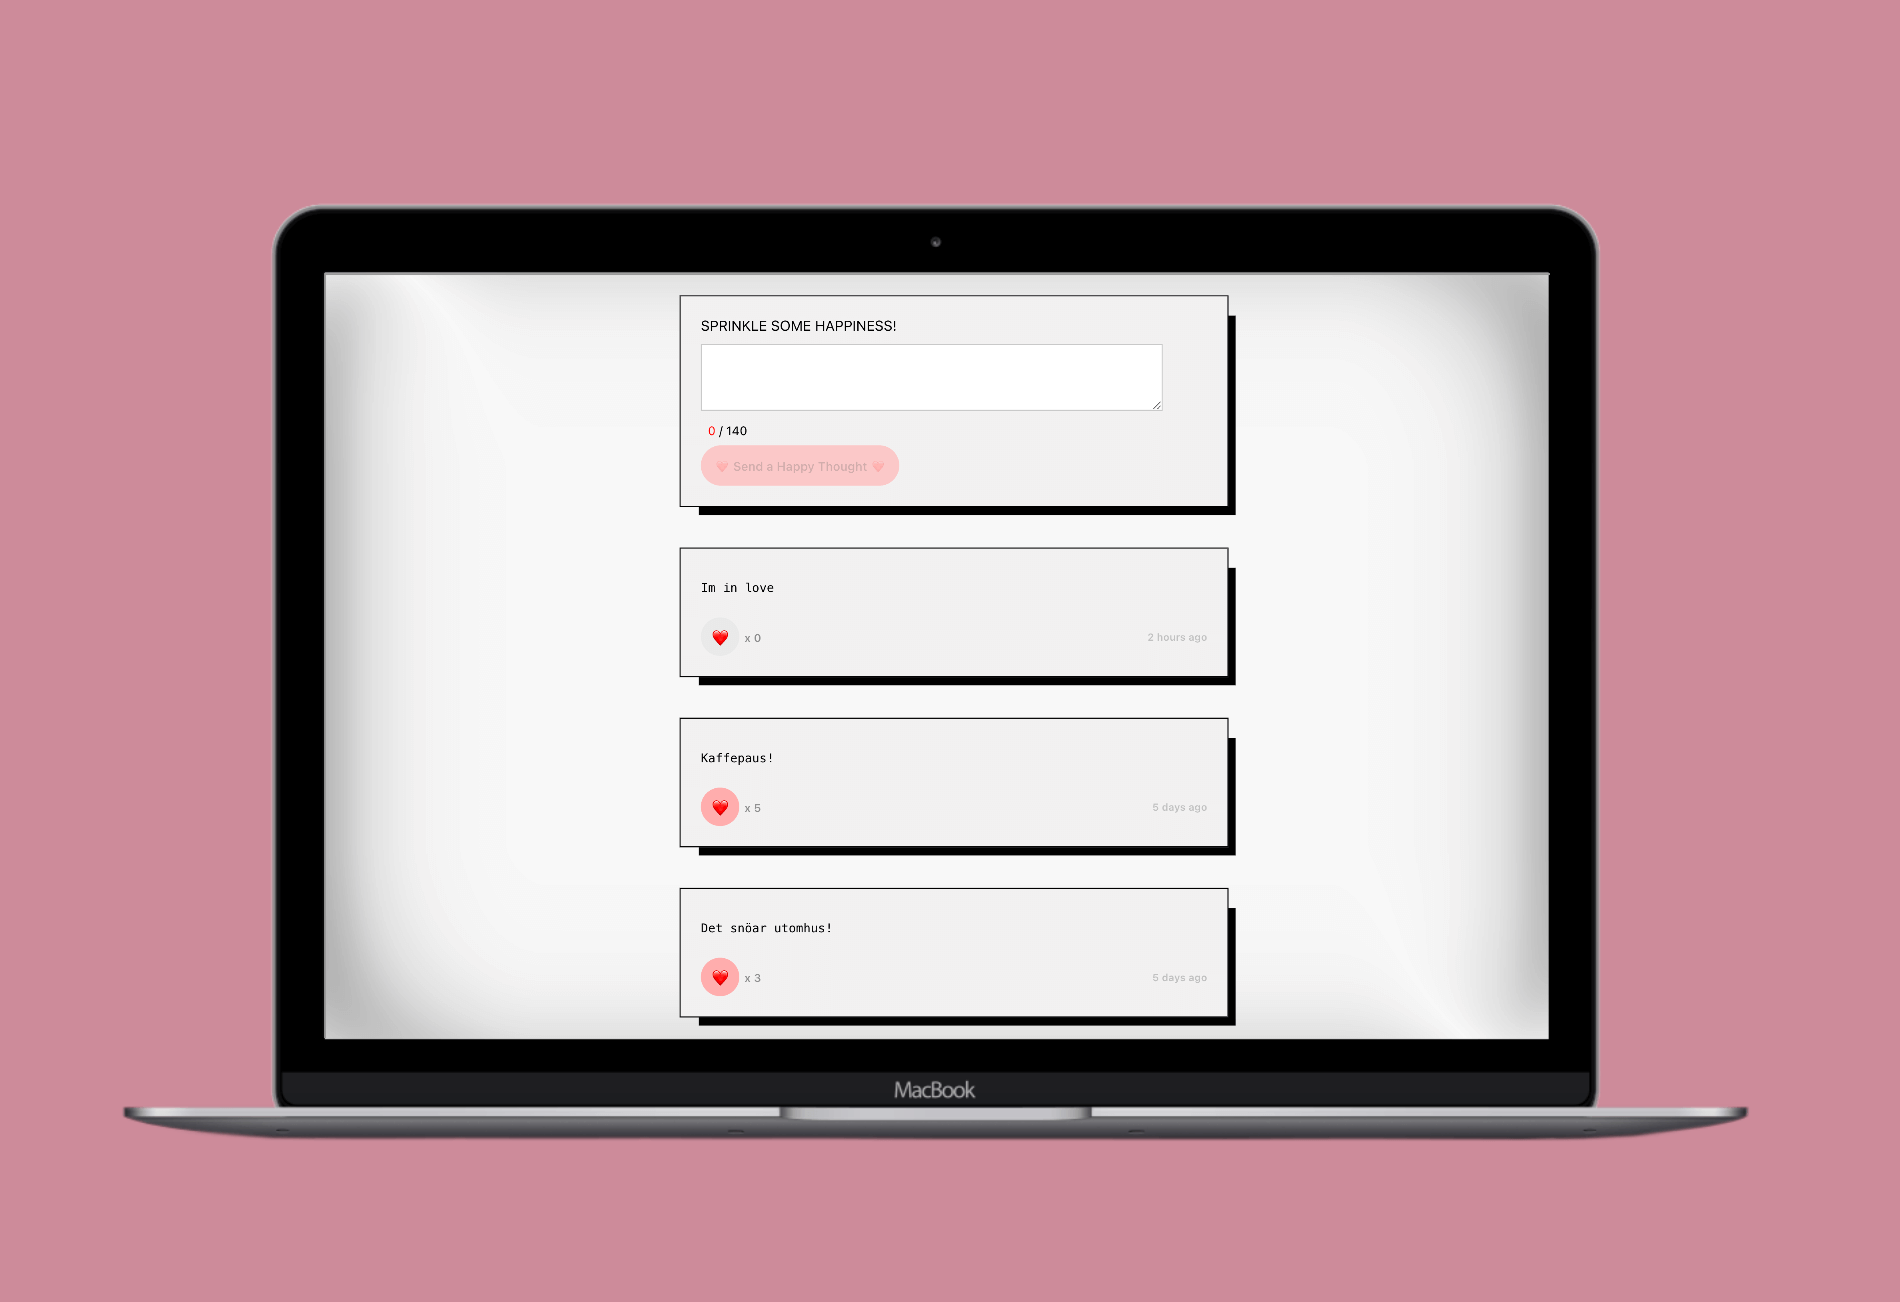 SPRINKLE SOME HAPPINESS!
0 / 140
Send a Happy Thought
Im in love
x 0
2 hours ago
Kaffepaus!
x 5
5 days ago
Det snöar utomhus!
x 3
5 days ago
MacBook